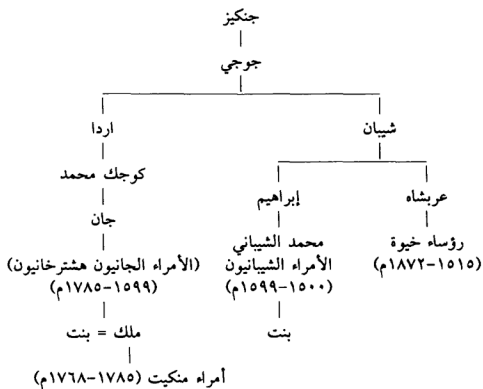 جنكيز
جوجي
شيبان
اردا
عربشاه
إبراهيم
كوجك محمد
جان
رؤساء خيوة
(١٥١٥-١٨٧٢م)
محمد الشيباني
الأمراء الشيبانيون
(١٥٠٠-١٥٩٩م)
(الأمراء الجانيون هشترخانيون)
(١٥٩٩-١٧٨٥م)
بنت
ملك = بنت
أمراء منكيت (١٧٨٥-١٧٦٨م)